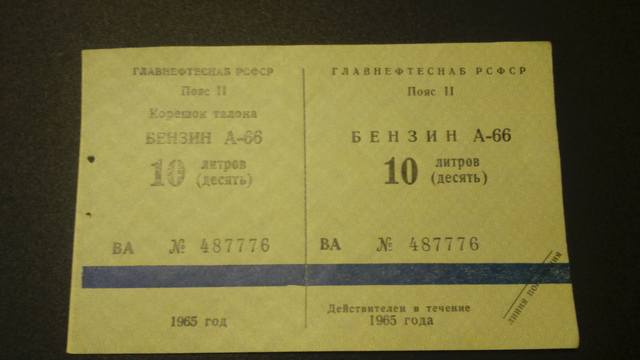 ГЛАВНЕФТЕСНАБ РСФСР
Пояс II
Корешок талона
БЕНЗИН А-66
10 литров
(десять)
ВА № 487776
1965 год
ГЛАВНЕФТЕСНАБ РСФСР
Пояс II
БЕНЗИН А-66
10 литров
(десять)
ВА № 487776
Действителен в течение
1965 года
линия